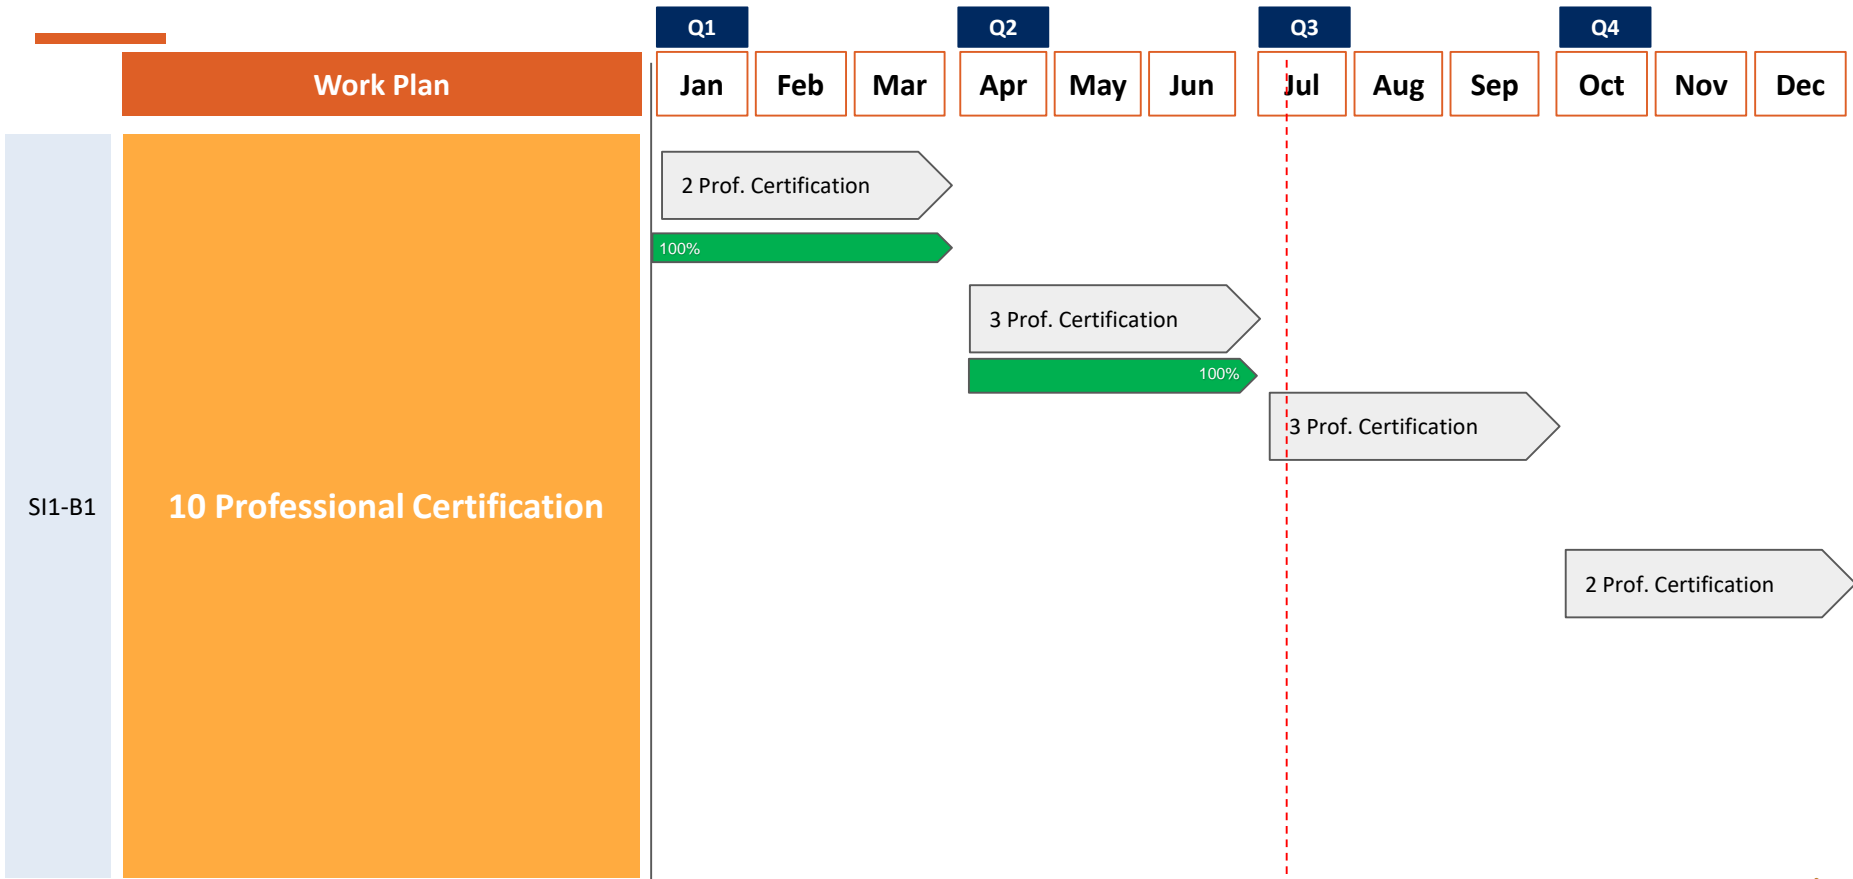 Q1 Q2 Q3 Q4
Work Plan Jan Feb Mar Apr May Jun Jul Aug Sep Oct Nov Dec
2 Prof. Certification
100%
3 Prof. Certification
100%
3 Prof. Certification
SI1-B1 10 Professional Certification
2 Prof. Certification